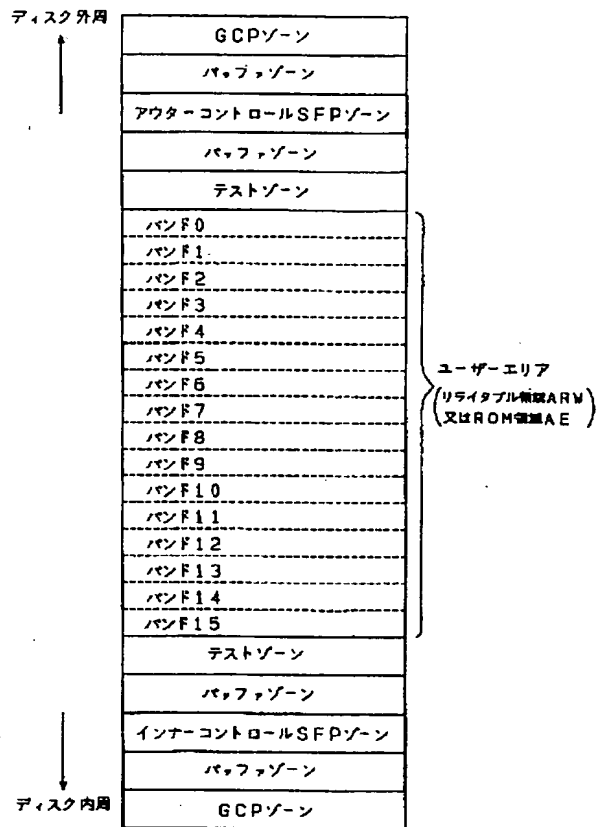 ディスク外周
GCPゾーン
バッファゾーン
アウターコントロールSFPゾーン
バッファゾーン
テストゾーン
バンド0
バンド1
バンド2
バンド3
バンド4
バンド5
バンド6
バンド7
バンド8
バンド9
バンド10
バンド11
バンド12
バンド13
バンド14
バンド15
ユーザーエリア
(リライタブル領域ARW
又はROM領域AE)
テストゾーン
バッファゾーン
インナーコントロールSFPゾーン
バッファゾーン
ディスク内周
GCPゾーン